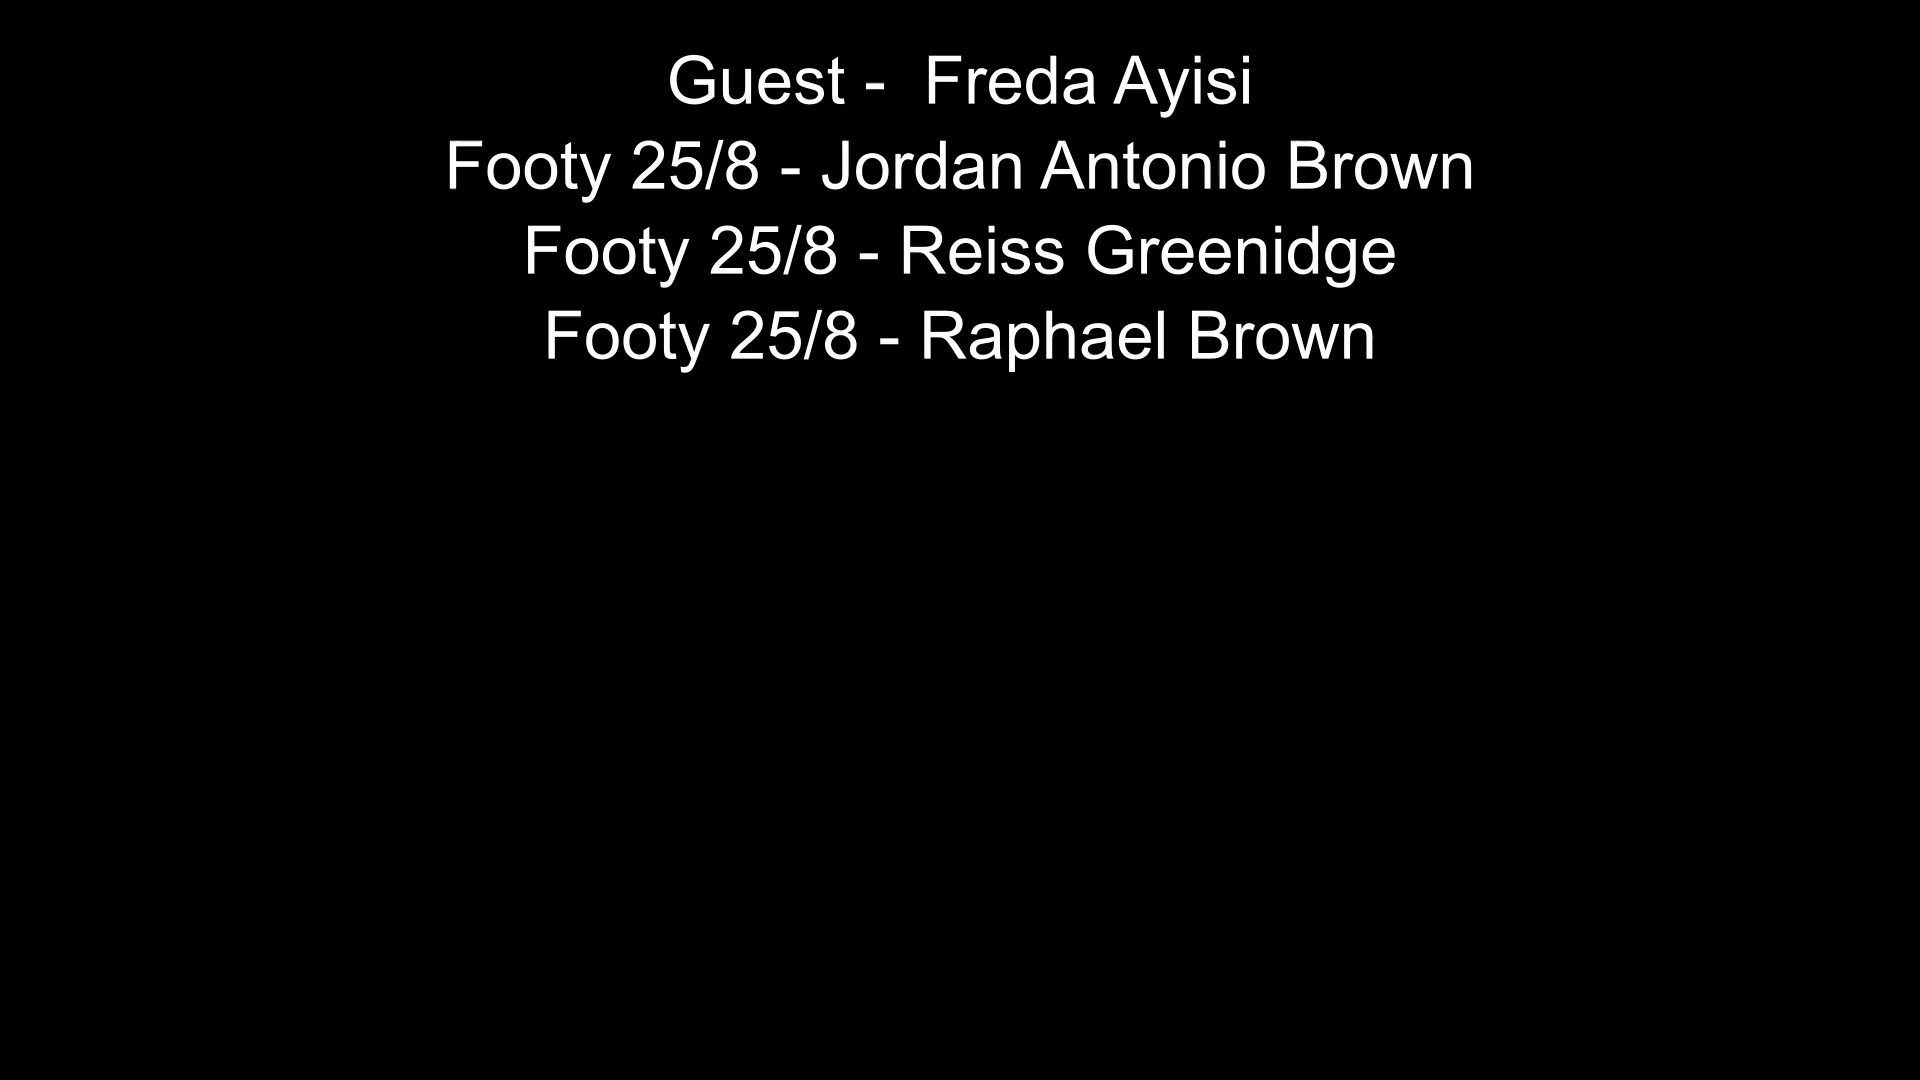 Guest -  Freda Ayisi
Footy 25/8 - Jordan Antonio Brown
Footy 25/8 - Reiss Greenidge
Footy 25/8 - Raphael Brown